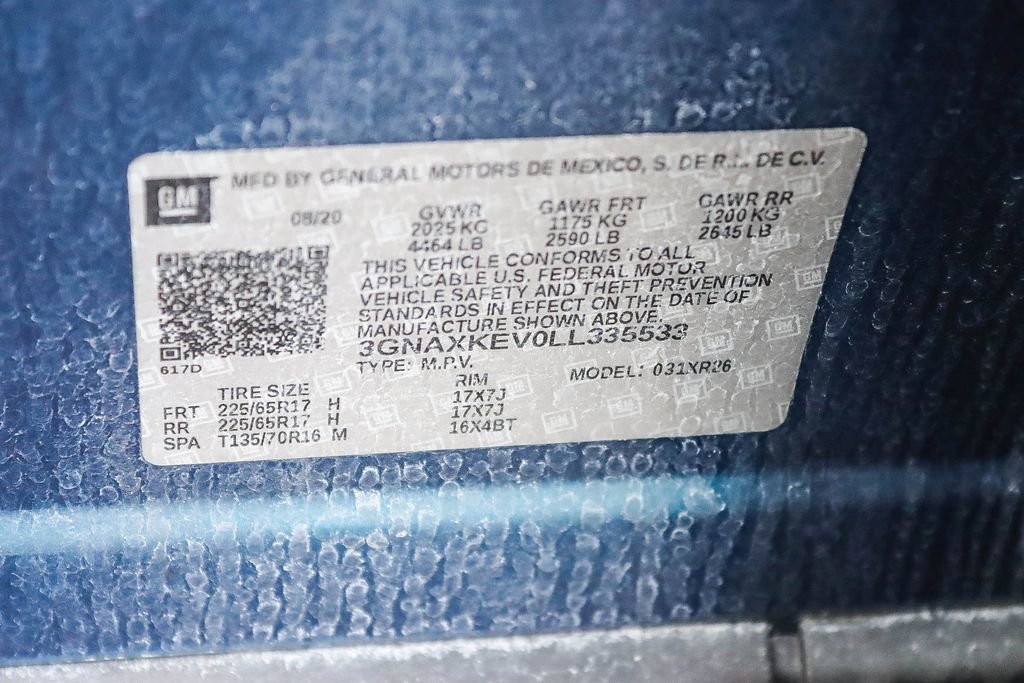 GM
MFD BY GENERAL MOTORS DE MEXICO, S. DE R.L. DE C.V.
08/20 GVWR GAWR FRT GAWR RR
2025 KG 1175 KG 1200 KG
4464 LB 2590 LB 2645 LB
THIS VEHICLE CONFORMS TO ALL
APPLICABLE U.S. FEDERAL MOTOR
VEHICLE SAFETY AND THEFT PREVENTION
STANDARDS IN EFFECT ON THE DATE OF
MANUFACTURE SHOWN ABOVE.
3GNAXKEV0LL335533
617D
TYPE: M.P.V. MODEL: 031XR26
TIRE SIZE RIM
FRT 225/65R17 H 17X7J
RR 225/65R17 H 17X7J
SPA T135/70R16 M 16X4BT